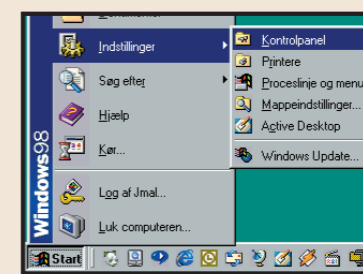 Indstillinger
Søg efter
Hjælp
Kør...
Log af Jmal...
Luk computeren...
Kontrolpanel
Printere
Proceslinje og menu
Mappeindstillinger...
Active Desktop
Windows Update...
Windows98
Start